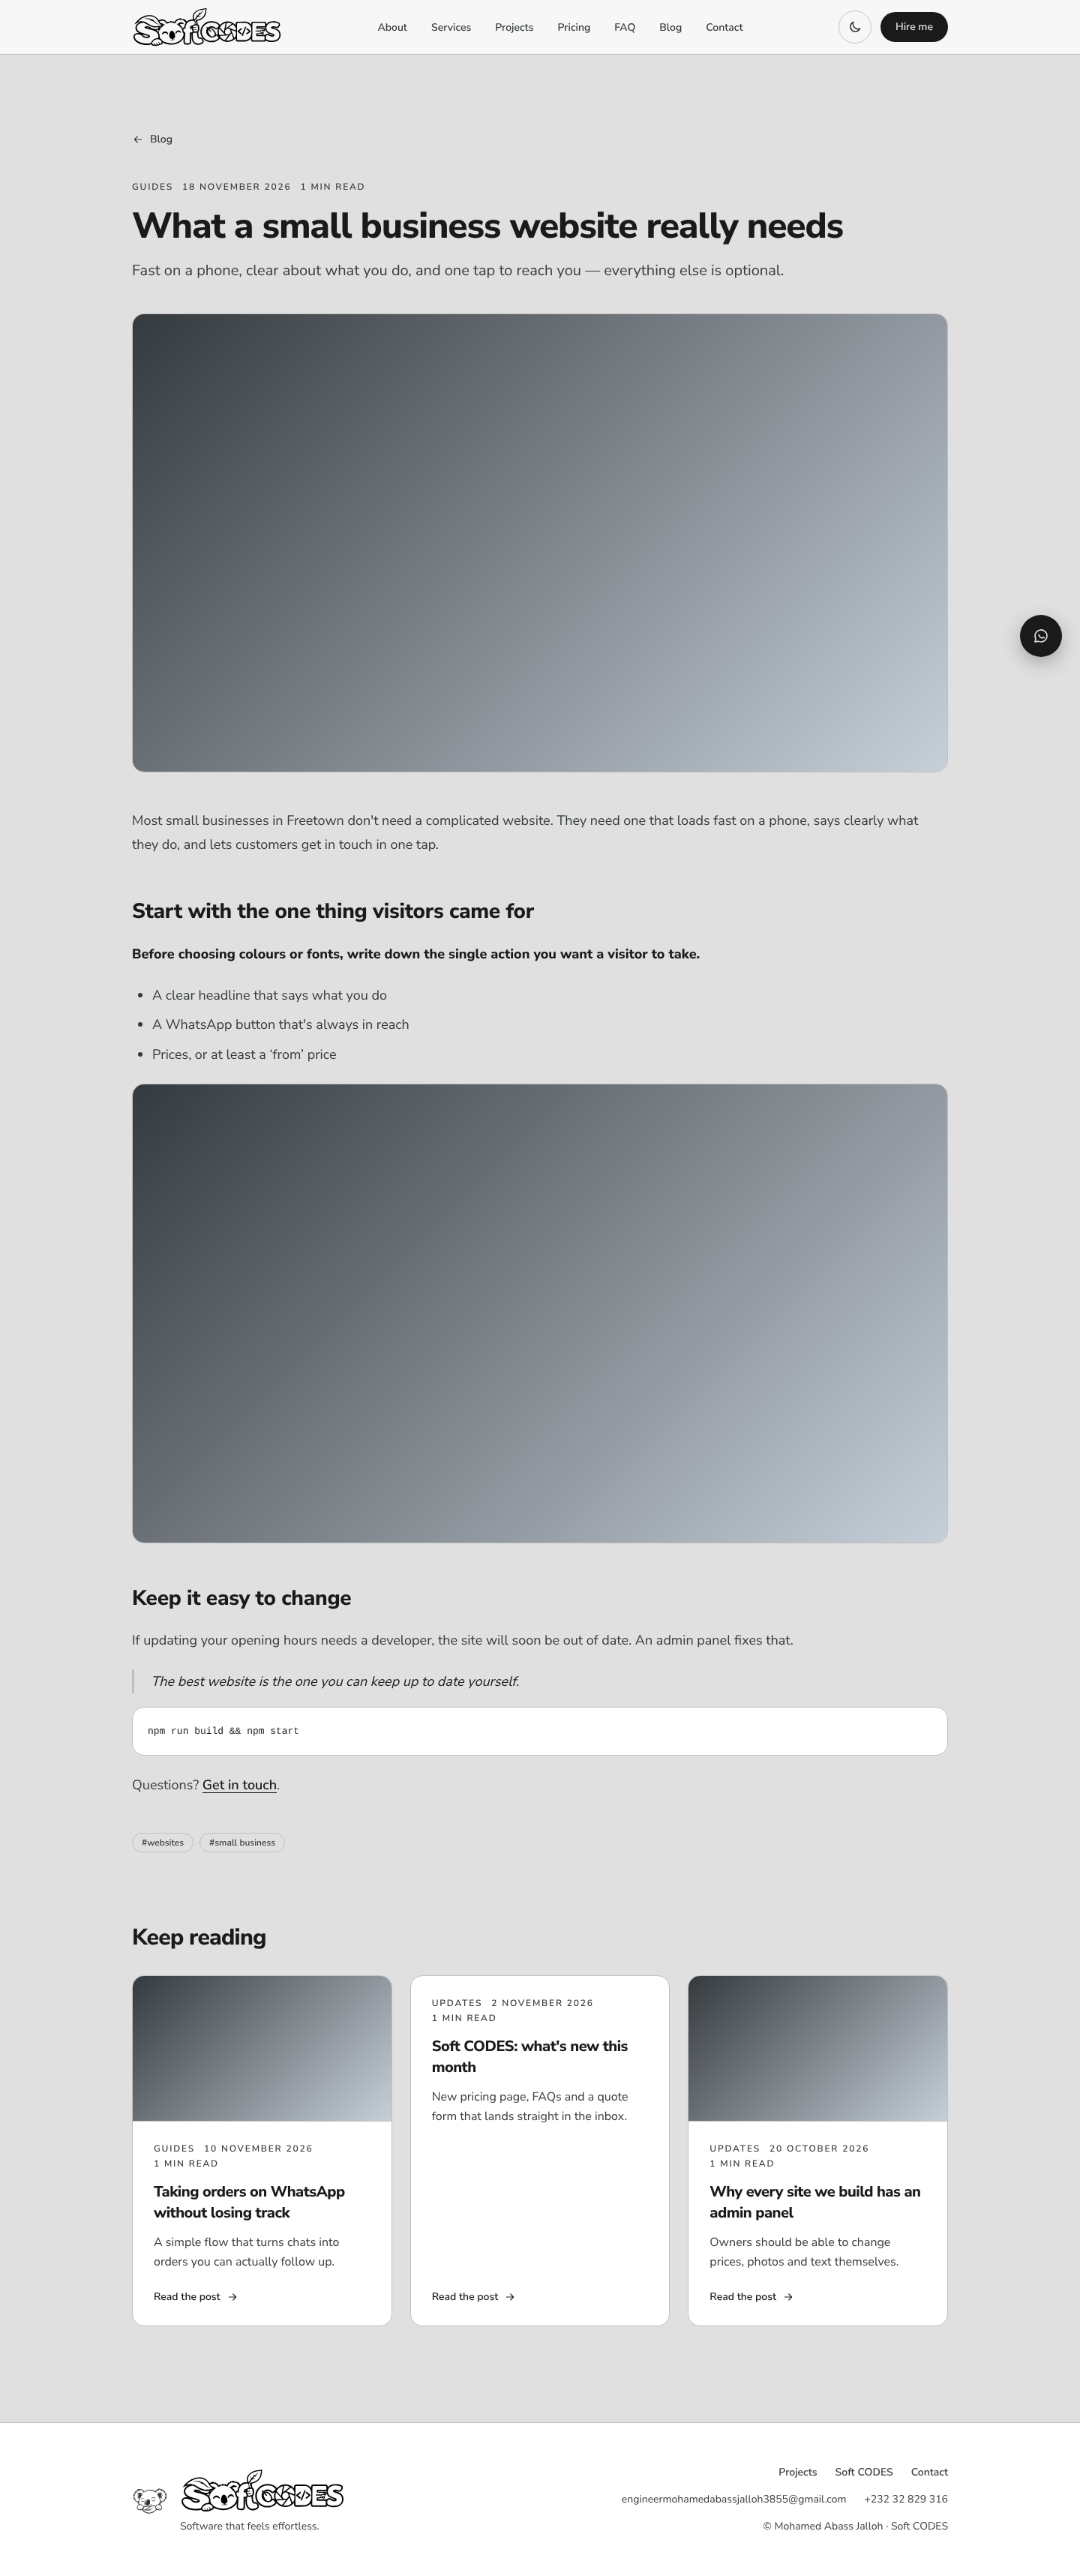 Soft CODES
About Services Projects Pricing FAQ Blog Contact
Hire me
← Blog
GUIDES 18 NOVEMBER 2026 1 MIN READ
What a small business website really needs
Fast on a phone, clear about what you do, and one tap to reach you — everything else is optional.
Most small businesses in Freetown don't need a complicated website. They need one that loads fast on a phone, says clearly what
they do, and lets customers get in touch in one tap.
Start with the one thing visitors came for
Before choosing colours or fonts, write down the single action you want a visitor to take.
• A clear headline that says what you do
• A WhatsApp button that's always in reach
• Prices, or at least a ‘from’ price
Keep it easy to change
If updating your opening hours needs a developer, the site will soon be out of date. An admin panel fixes that.
The best website is the one you can keep up to date yourself.
npm run build && npm start
Questions? Get in touch.
#websites #small business
Keep reading
GUIDES 10 NOVEMBER 2026
1 MIN READ
Taking orders on WhatsApp
without losing track
A simple flow that turns chats into
orders you can actually follow up.
Read the post →
UPDATES 2 NOVEMBER 2026
1 MIN READ
Soft CODES: what's new this
month
New pricing page, FAQs and a quote
form that lands straight in the inbox.
Read the post →
UPDATES 20 OCTOBER 2026
1 MIN READ
Why every site we build has an
admin panel
Owners should be able to change
prices, photos and text themselves.
Read the post →
Soft CODES
Software that feels effortless.
Projects Soft CODES Contact
engineermohamedabassjalloh3855@gmail.com +232 32 829 316
© Mohamed Abass Jalloh · Soft CODES